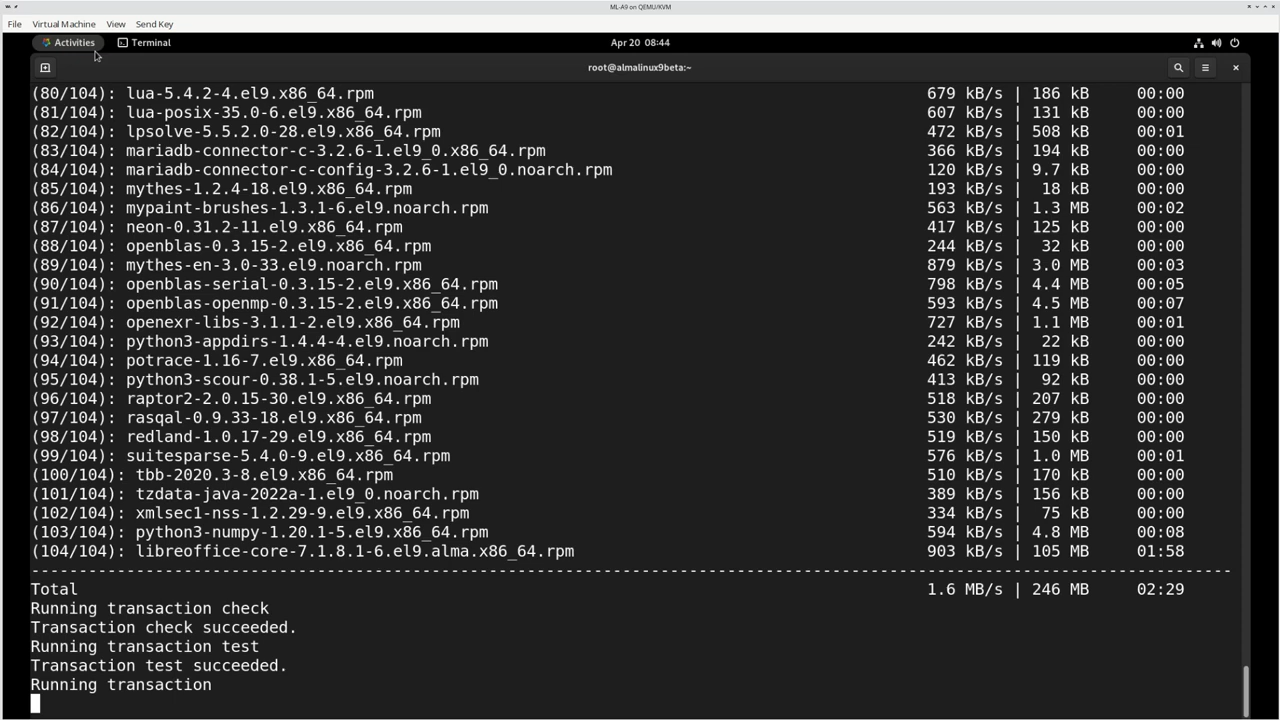 ML-A9 on QEMU/KVM
File Virtual Machine View Send Key
Activities Terminal Apr 20 08:44
root@almalinux9beta:~
(80/104): lua-5.4.2-4.el9.x86_64.rpm 679 kB/s | 186 kB 00:00
(81/104): lua-posix-35.0-6.el9.x86_64.rpm 607 kB/s | 131 kB 00:00
(82/104): lpsolve-5.5.2.0-28.el9.x86_64.rpm 472 kB/s | 508 kB 00:01
(83/104): mariadb-connector-c-3.2.6-1.el9_0.x86_64.rpm 366 kB/s | 194 kB 00:00
(84/104): mariadb-connector-c-config-3.2.6-1.el9_0.noarch.rpm 120 kB/s | 9.7 kB 00:00
(85/104): mythes-1.2.4-18.el9.x86_64.rpm 193 kB/s | 18 kB 00:00
(86/104): mypaint-brushes-1.3.1-6.el9.noarch.rpm 563 kB/s | 1.3 MB 00:02
(87/104): neon-0.31.2-11.el9.x86_64.rpm 417 kB/s | 125 kB 00:00
(88/104): openblas-0.3.15-2.el9.x86_64.rpm 244 kB/s | 32 kB 00:00
(89/104): mythes-en-3.0-33.el9.noarch.rpm 879 kB/s | 3.0 MB 00:03
(90/104): openblas-serial-0.3.15-2.el9.x86_64.rpm 798 kB/s | 4.4 MB 00:05
(91/104): openblas-openmp-0.3.15-2.el9.x86_64.rpm 593 kB/s | 4.5 MB 00:07
(92/104): openexr-libs-3.1.1-2.el9.x86_64.rpm 727 kB/s | 1.1 MB 00:01
(93/104): python3-appdirs-1.4.4-4.el9.noarch.rpm 242 kB/s | 22 kB 00:00
(94/104): potrace-1.16-7.el9.x86_64.rpm 462 kB/s | 119 kB 00:00
(95/104): python3-scour-0.38.1-5.el9.noarch.rpm 413 kB/s | 92 kB 00:00
(96/104): raptor2-2.0.15-30.el9.x86_64.rpm 518 kB/s | 207 kB 00:00
(97/104): rasqal-0.9.33-18.el9.x86_64.rpm 530 kB/s | 279 kB 00:00
(98/104): redland-1.0.17-29.el9.x86_64.rpm 519 kB/s | 150 kB 00:00
(99/104): suitesparse-5.4.0-9.el9.x86_64.rpm 576 kB/s | 1.0 MB 00:01
(100/104): tbb-2020.3-8.el9.x86_64.rpm 510 kB/s | 170 kB 00:00
(101/104): tzdata-java-2022a-1.el9_0.noarch.rpm 389 kB/s | 156 kB 00:00
(102/104): xmlsec1-nss-1.2.29-9.el9.x86_64.rpm 334 kB/s | 75 kB 00:00
(103/104): python3-numpy-1.20.1-5.el9.x86_64.rpm 594 kB/s | 4.8 MB 00:08
(104/104): libreoffice-core-7.1.8.1-6.el9.alma.x86_64.rpm 903 kB/s | 105 MB 01:58
--------------------------------------------------------------------------------------------------------------------------------
Total 1.6 MB/s | 246 MB 02:29
Running transaction check
Transaction check succeeded.
Running transaction test
Transaction test succeeded.
Running transaction